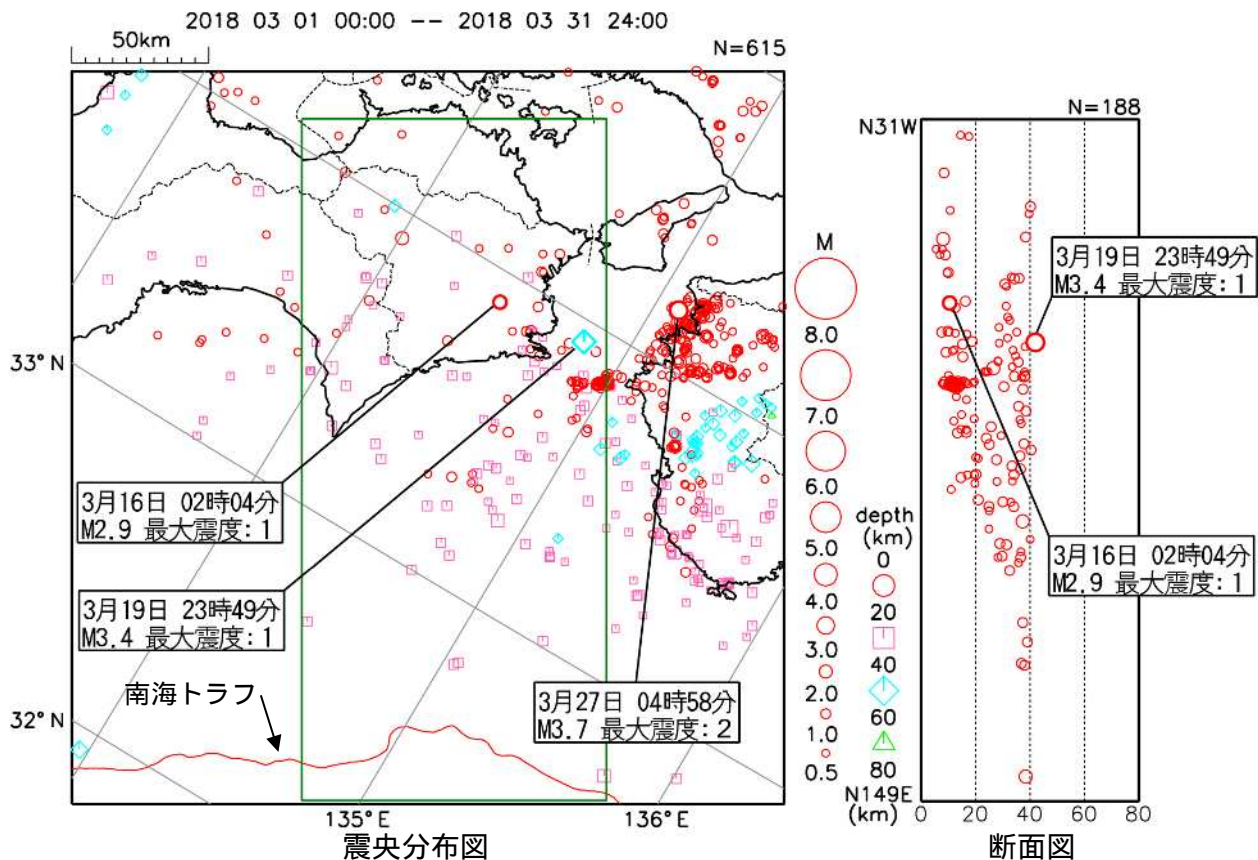 2018 03 01 00:00 -- 2018 03 31 24:00
50km
N=615
33°N
32°N
135°E
136°E
3月16日 02時04分
M2.9 最大震度:1
3月19日 23時49分
M3.4 最大震度:1
3月27日 04時58分
M3.7 最大震度:2
南海トラフ
震央分布図
M
8.0
7.0
6.0
5.0
4.0
3.0
2.0
1.0
0.5
depth
(km)
0
20
40
60
80
N=188
N31W
3月19日 23時49分
M3.4 最大震度:1
3月16日 02時04分
M2.9 最大震度:1
N149E
(km)
0 20 40 60 80
断面図